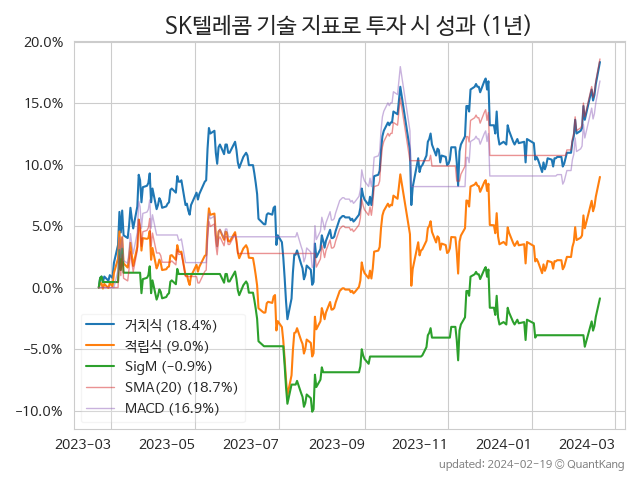 SK텔레콤 기술 지표로 투자 시 성과 (1년)
20.0%
15.0%
10.0%
5.0%
0.0%
−5.0%
−10.0%
거치식 (18.4%)
적립식 (9.0%)
SigM (−0.9%)
SMA(20) (18.7%)
MACD (16.9%)
2023-03 2023-05 2023-07 2023-09 2023-11 2024-01 2024-03
updated: 2024-02-19 © QuantKang